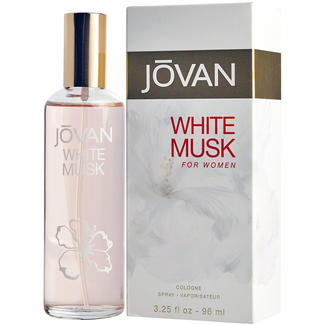 JŌVAN
WHITE
MUSK
JŌVAN
WHITE
MUSK
FOR WOMEN
COLOGNE
SPRAY - VAPORISATEUR
3.25 fl oz - 96 ml